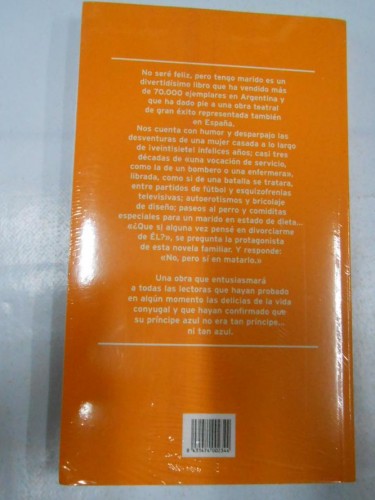 No seré feliz, pero tengo marido es un
divertidísimo libro que ha vendido más
de 70.000 ejemplares en Argentina y
que ha dado pie a una obra teatral
de gran éxito representada también
en España.
Nos cuenta con humor y desparpajo las
desventuras de una mujer casada a lo largo
de ¡veintisiete! infelices años; casi tres
décadas de «una vocación de servicio,
como la de un bombero o una enfermera»,
librada, como si de una batalla se tratara,
entre partidos de fútbol y esquizofrenias
televisivas; autoerotismos y bricolaje
de diseño; paseos al perro y comiditas
especiales para un marido en estado de dieta...
«¿Que si alguna vez pensé en divorciarme
de ÉL?», se pregunta la protagonista
de esta novela familiar. Y responde:
«No, pero sí en matarlo.»
Una obra que entusiasmará
a todas las lectoras que hayan probado
en algún momento las delicias de la vida
conyugal y que hayan confirmado que
su príncipe azul no era tan príncipe...
ni tan azul.